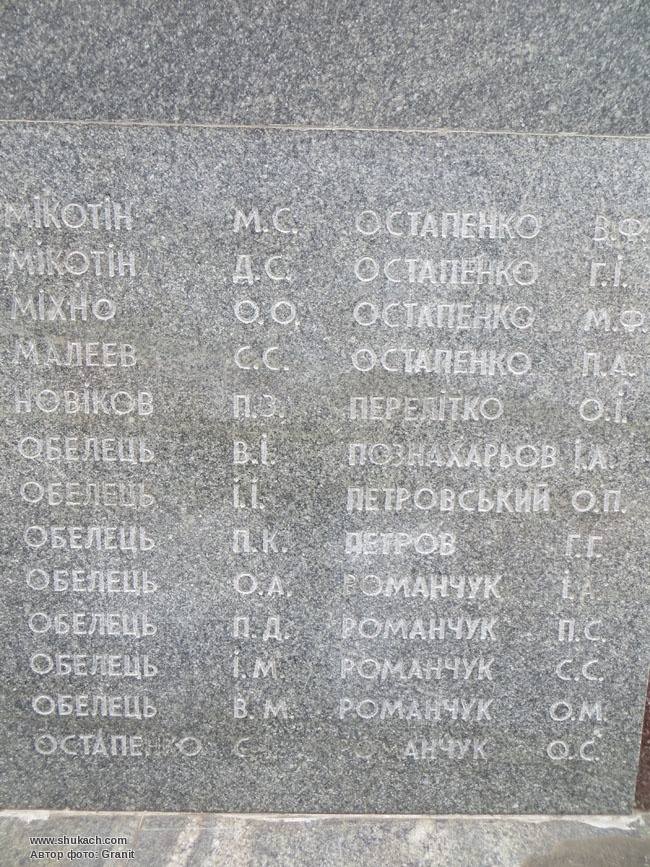 МІКОТІН М.С. ОСТАПЕНКО В.Ф.
МІКОТІН Д.С. ОСТАПЕНКО Г.І.
МІХНО О.О. ОСТАПЕНКО М.Ф.
МАЛЕЕВ С.С. ОСТАПЕНКО П.А.
НОВІКОВ П.З. ПЕРЕЛІТКО О.І.
ОБЕЛЕЦЬ В.І. ПОЗНАХАРЬОВ І.А.
ОБЕЛЕЦЬ І.І. ПЕТРОВСЬКИЙ О.П.
ОБЕЛЕЦЬ П.К. ПЕТРОВ Г.Г.
ОБЕЛЕЦЬ О.А. РОМАНЧУК І.А.
ОБЕЛЕЦЬ П.Д. РОМАНЧУК П.С.
ОБЕЛЕЦЬ І.М. РОМАНЧУК С.С.
ОБЕЛЕЦЬ В.М. РОМАНЧУК О.М.
ОСТАПЕНКО РОМАНЧУК О.С.
www.shukach.com
Автор фото: Granit